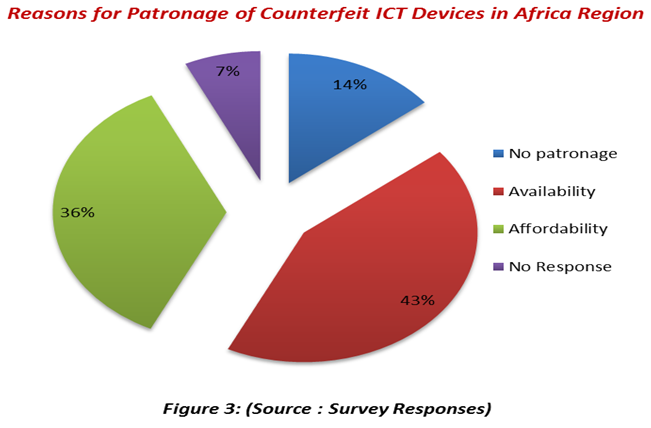 Reasons for Patronage of Counterfeit ICT Devices in Africa Region
7%
14%
36%
43%
No patronage
Availability
Affordability
No Response
Figure 3: (Source : Survey Responses)